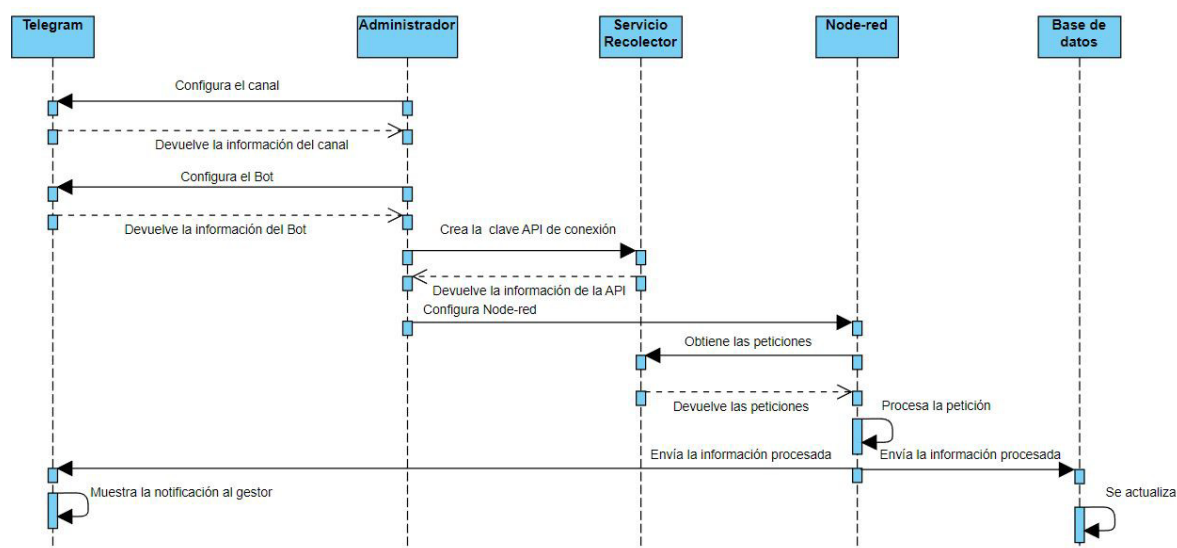 Telegram
Administrador
Servicio
Recolector
Node-red
Base de
datos
Configura el canal
Devuelve la información del canal
Configura el Bot
Devuelve la información del Bot
Crea la clave API de conexión
Devuelve la información de la API
Configura Node-red
Obtiene las peticiones
Devuelve las peticiones
Procesa la petición
Envía la información procesada
Envía la información procesada
Muestra la notificación al gestor
Se actualiza